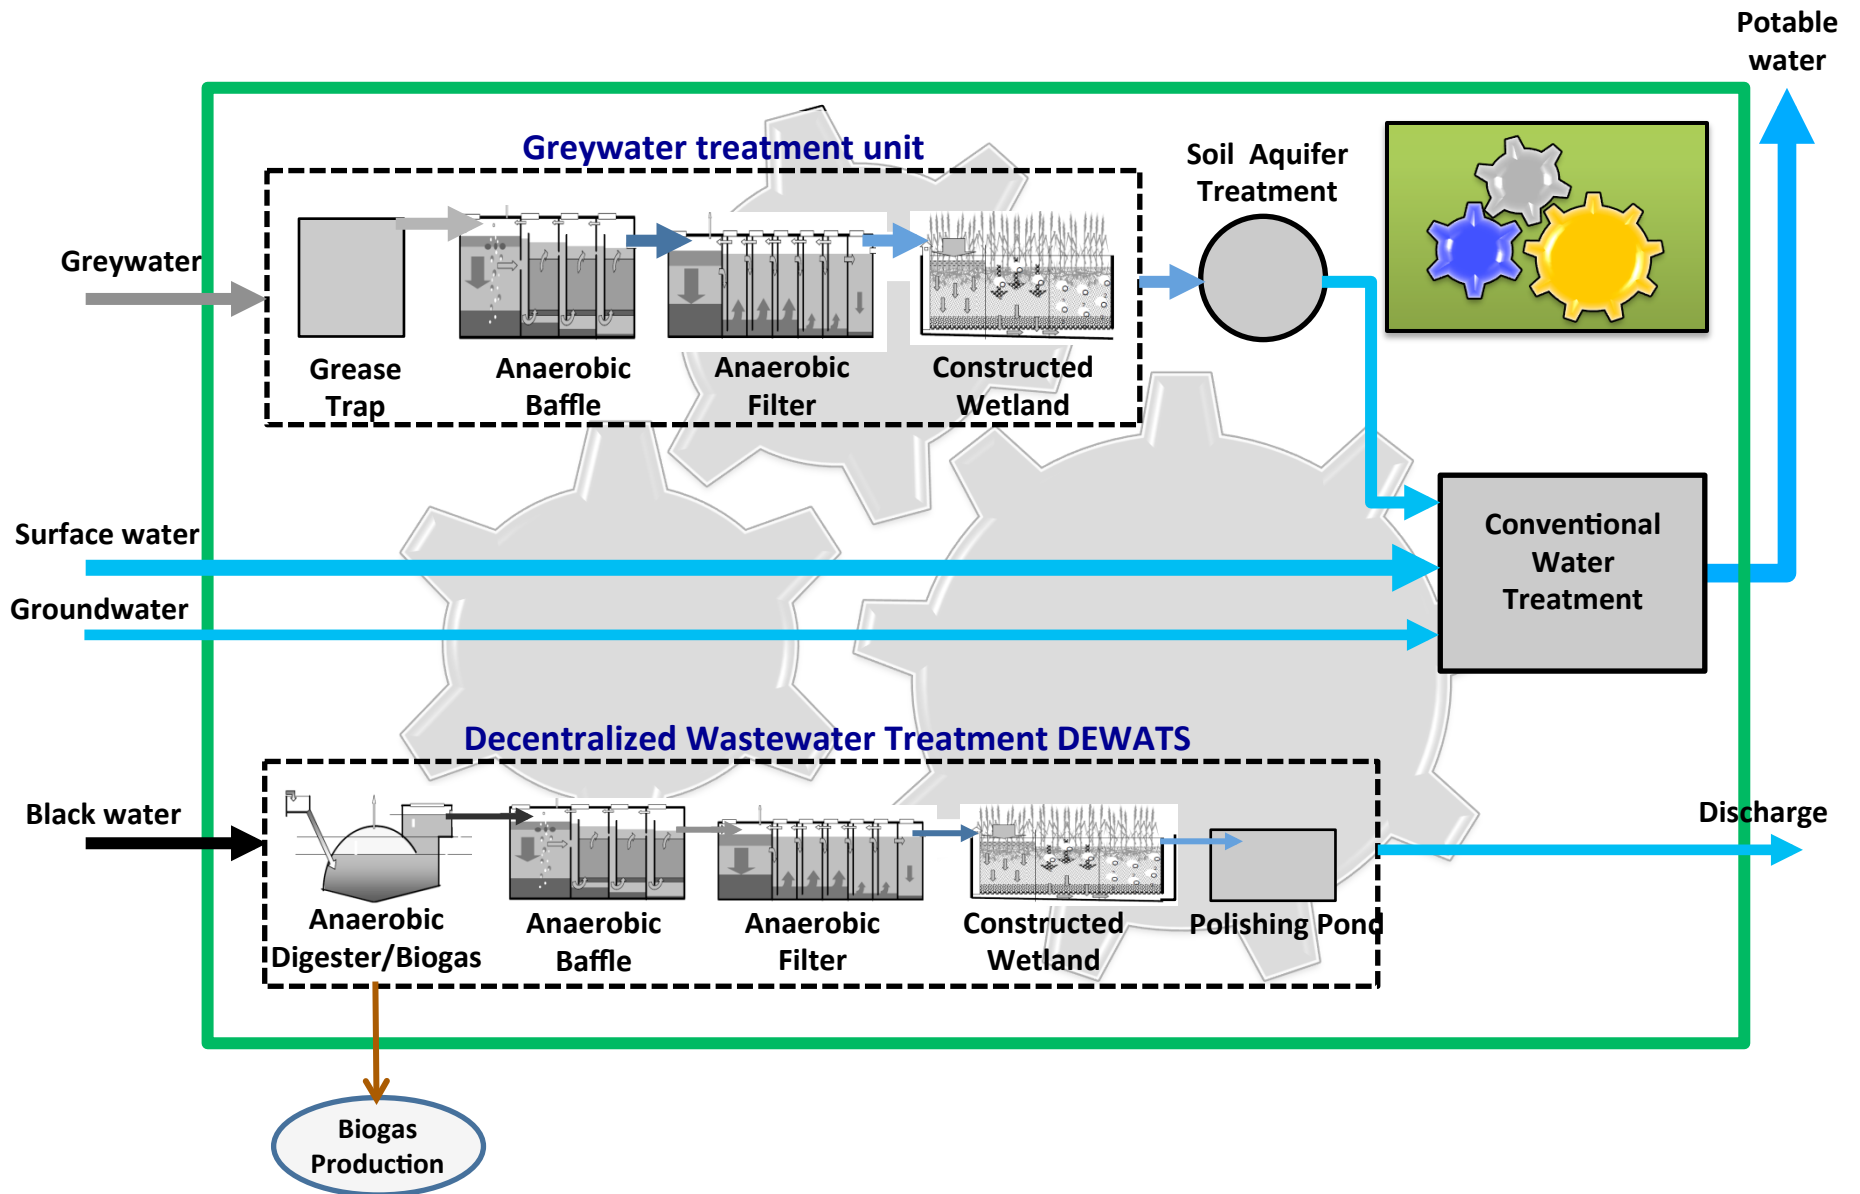 Potable
water
Greywater treatment unit
Soil Aquifer
Treatment
Greywater
Grease
Trap
Anaerobic
Baffle
Anaerobic
Filter
Constructed
Wetland
Surface water
Groundwater
Conventional
Water
Treatment
Decentralized Wastewater Treatment DEWATS
Black water
Discharge
Anaerobic
Digester/Biogas
Anaerobic
Baffle
Anaerobic
Filter
Constructed
Wetland
Polishing Pond
Biogas
Production